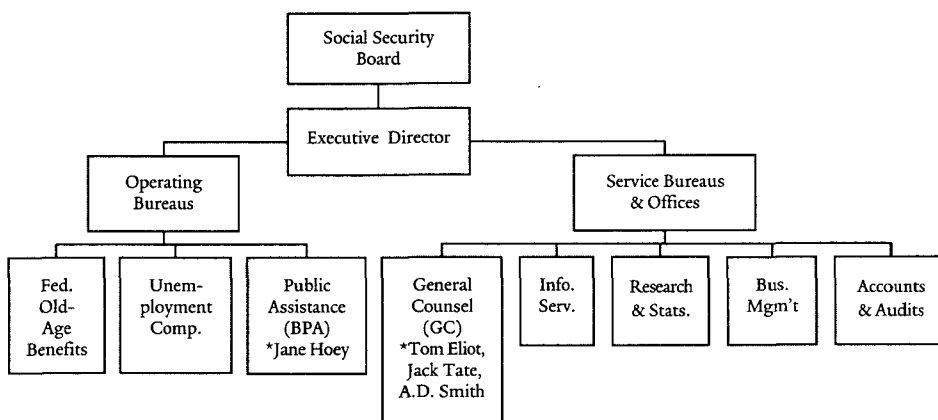 Social Security
Board
Executive Director
Operating
Bureaus
Service Bureaus
& Offices
Fed.
Old-
Age
Benefits
Unem-
ployment
Comp.
Public
Assistance
(BPA)
*Jane Hoey
General
Counsel
(GC)
*Tom Eliot,
Jack Tate,
A.D. Smith
Info.
Serv.
Research
& Stats.
Bus.
Mgm't
Accounts
& Audits